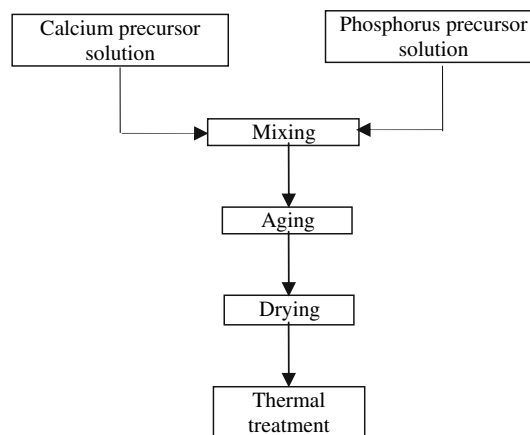 Calcium precursor
solution
Phosphorus precursor
solution
Mixing
Aging
Drying
Thermal
treatment